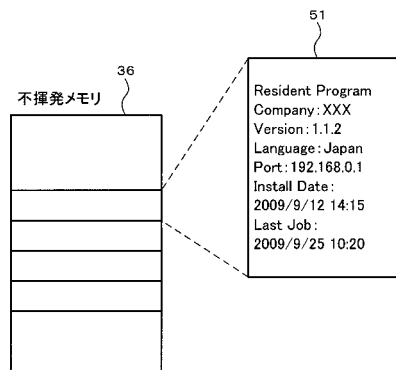 51
36
不揮発メモリ
Resident Program
Company:XXX
Version:1.1.2
Language:Japan
Port:192.168.0.1
Install Date:
2009/9/12 14:15
Last Job:
2009/9/25 10:20